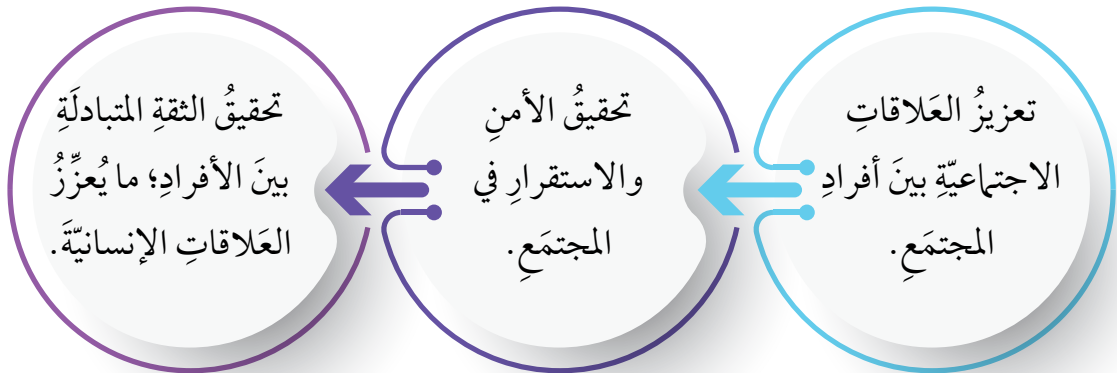 تعزيزُ العَلاقاتِ
الاجتماعيّةِ بينَ أفرادِ
المجتمَعِ.
تحقيقُ الأمنِ
والاستقرارِ في
المجتمَعِ.
تحقيقُ الثقةِ المتبادلَةِ
بينَ الأفرادِ؛ ما يُعزِّزُ
العَلاقاتِ الإنسانيّةَ.